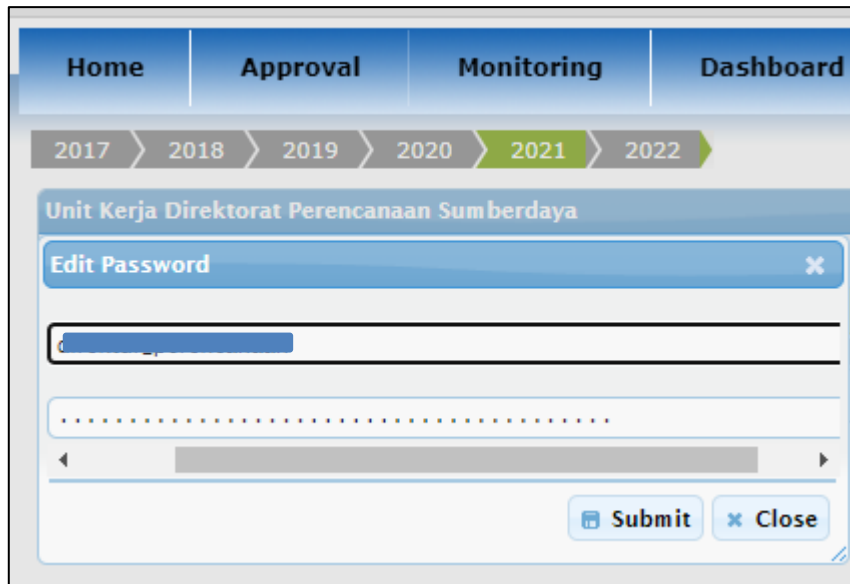 Home Approval Monitoring Dashboard
2017 2018 2019 2020 2021 2022
Unit Kerja Direktorat Perencanaan Sumberdaya
Edit Password
Submit Close